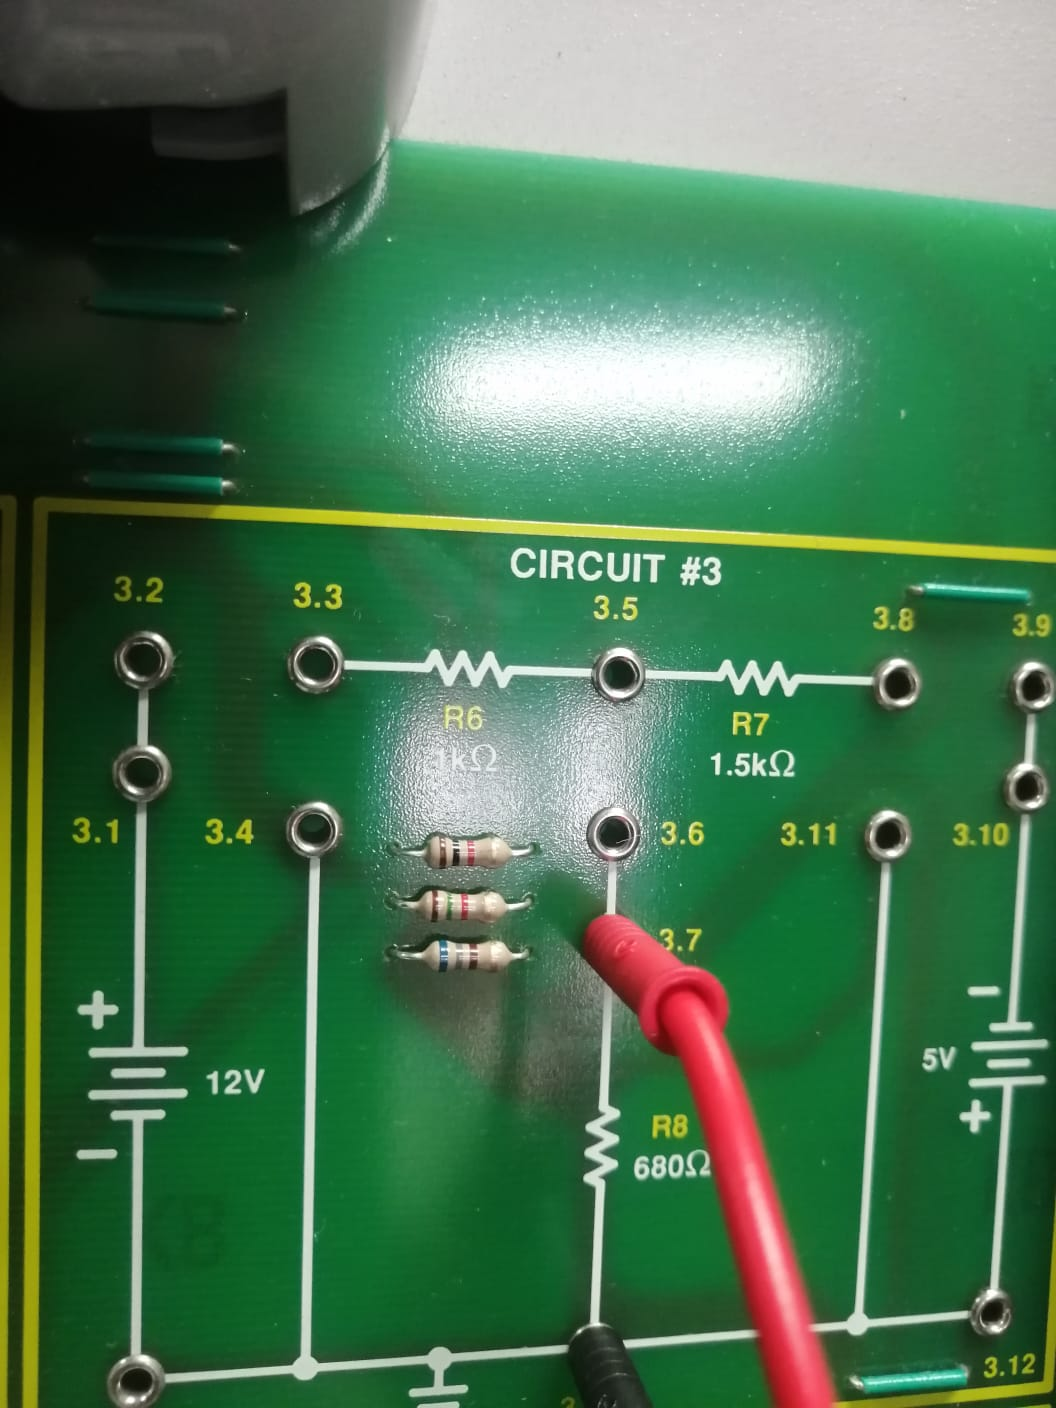 CIRCUIT #3
3.2
3.3
3.5
3.8
3.9
R6
1kΩ
R7
1.5kΩ
3.1
3.4
3.6
3.11
3.10
3.7
+
12V
−
−
5V
+
R8
680Ω
3.12